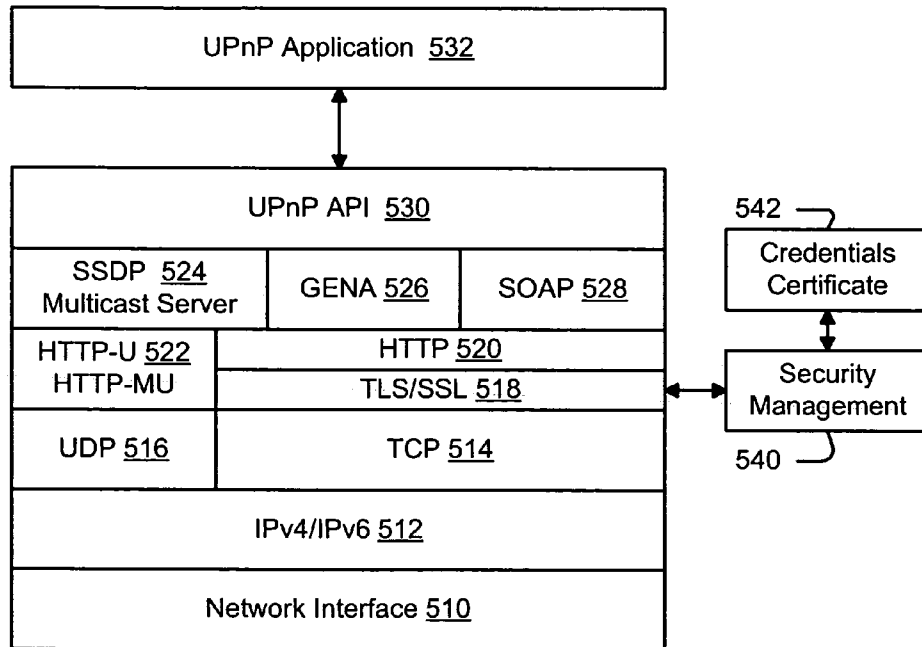 UPnP Application 532
UPnP API 530
542
SSDP 524
Multicast Server
GENA 526
SOAP 528
Credentials
Certificate
HTTP-U 522
HTTP-MU
HTTP 520
TLS/SSL 518
Security
Management
UDP 516
TCP 514
540
IPv4/IPv6 512
Network Interface 510